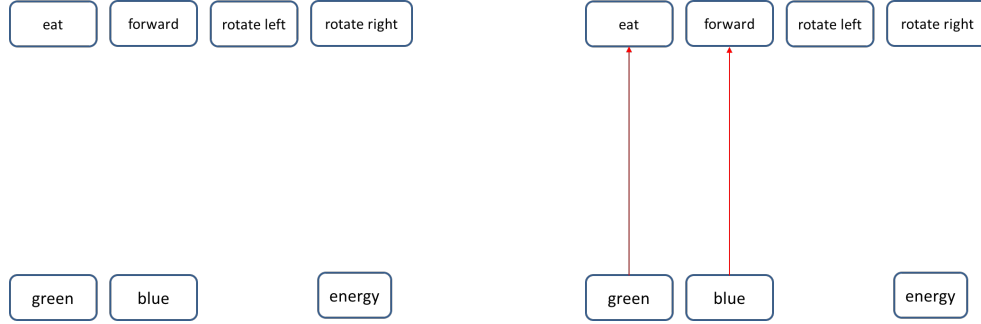 eat
forward
rotate left
rotate right
eat
forward
rotate left
rotate right
green
blue
energy
green
blue
energy